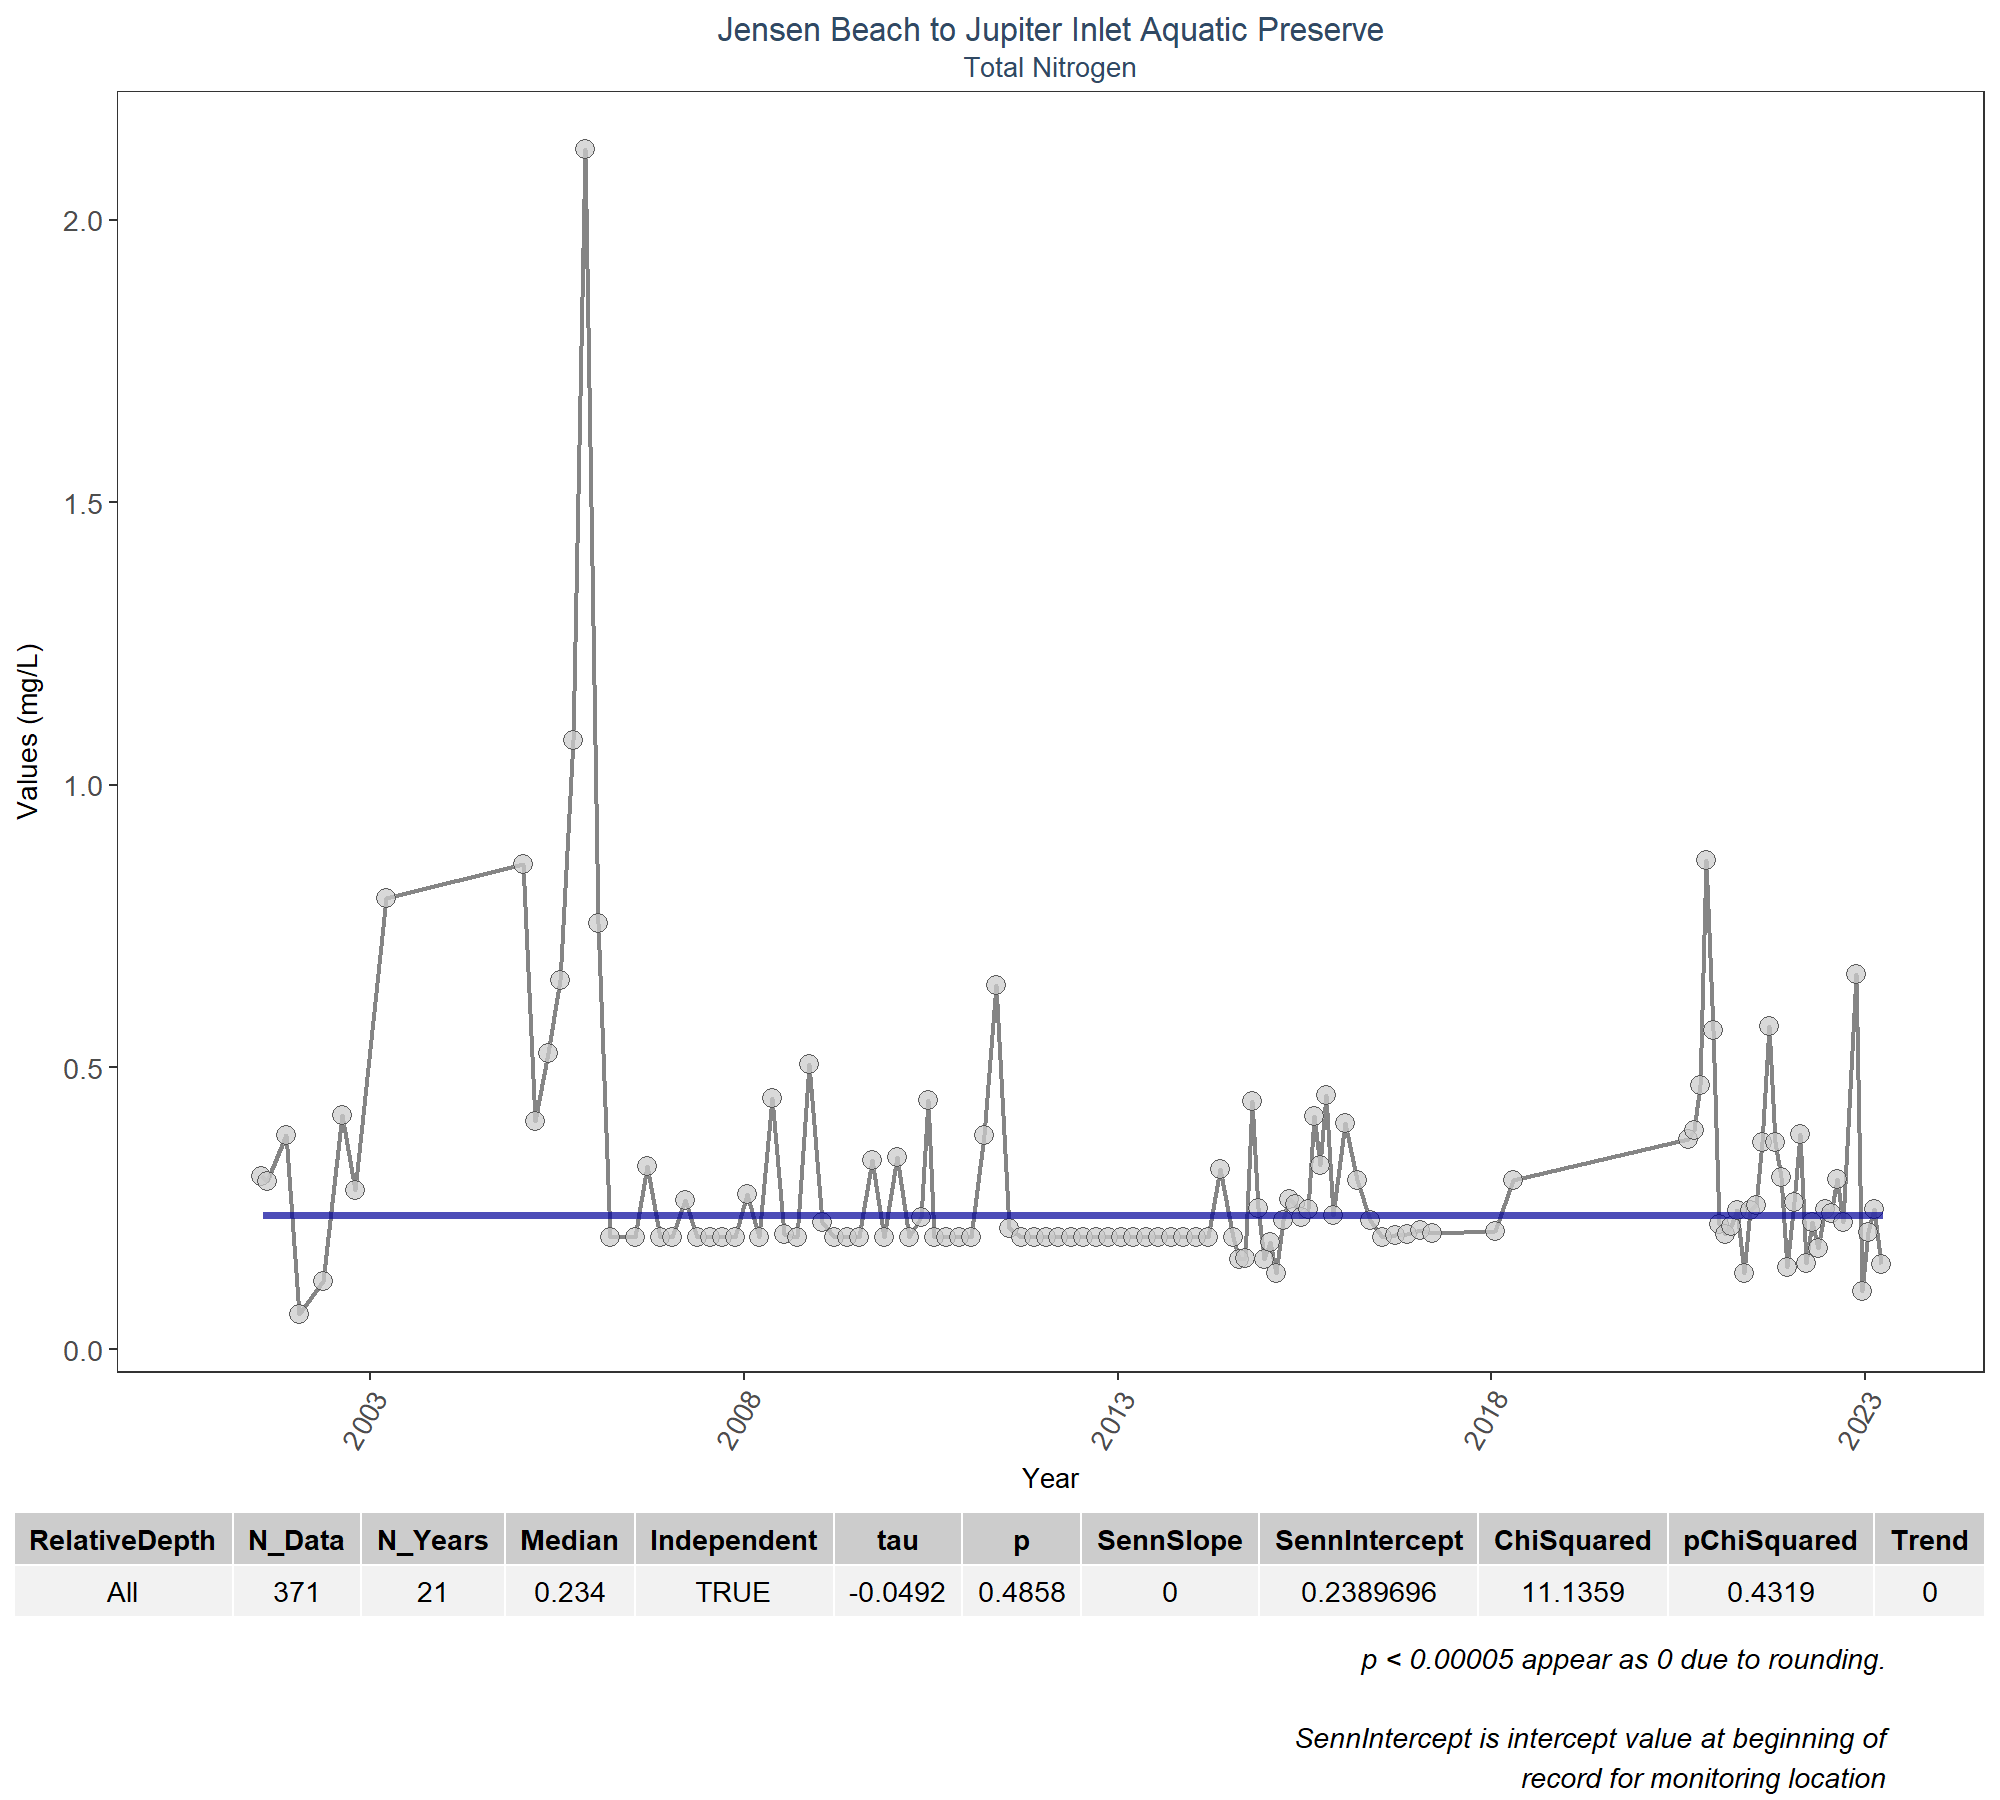 Jensen Beach to Jupiter Inlet Aquatic Preserve
Total Nitrogen
Values (mg/L)
2.0
1.5
1.0
0.5
0.0
2003 2008 2013 2018 2023
Year
RelativeDepth N_Data N_Years Median Independent tau p SennSlope SennIntercept ChiSquared pChiSquared Trend
All 371 21 0.234 TRUE -0.0492 0.4858 0 0.2389696 11.1359 0.4319 0
p < 0.00005 appear as 0 due to rounding.
SennIntercept is intercept value at beginning of
record for monitoring location